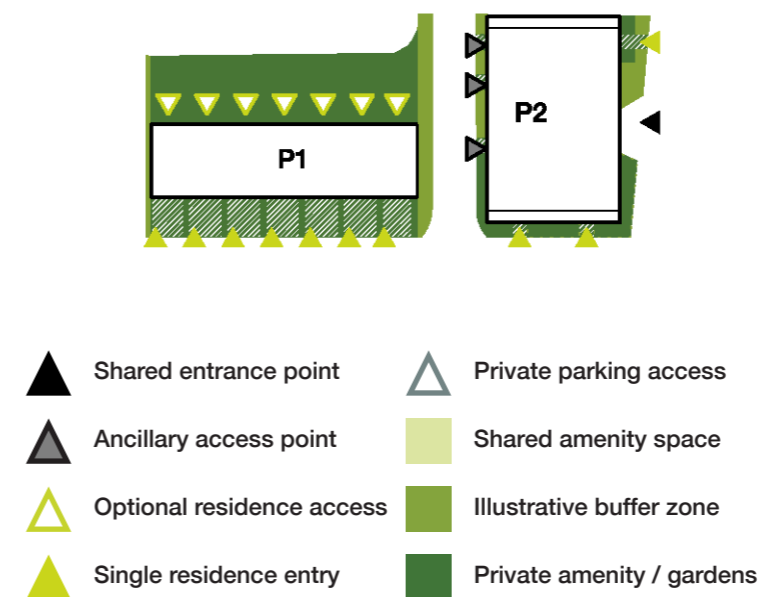 P1
P2
Shared entrance point
Private parking access
Ancillary access point
Shared amenity space
Optional residence access
Illustrative buffer zone
Single residence entry
Private amenity / gardens